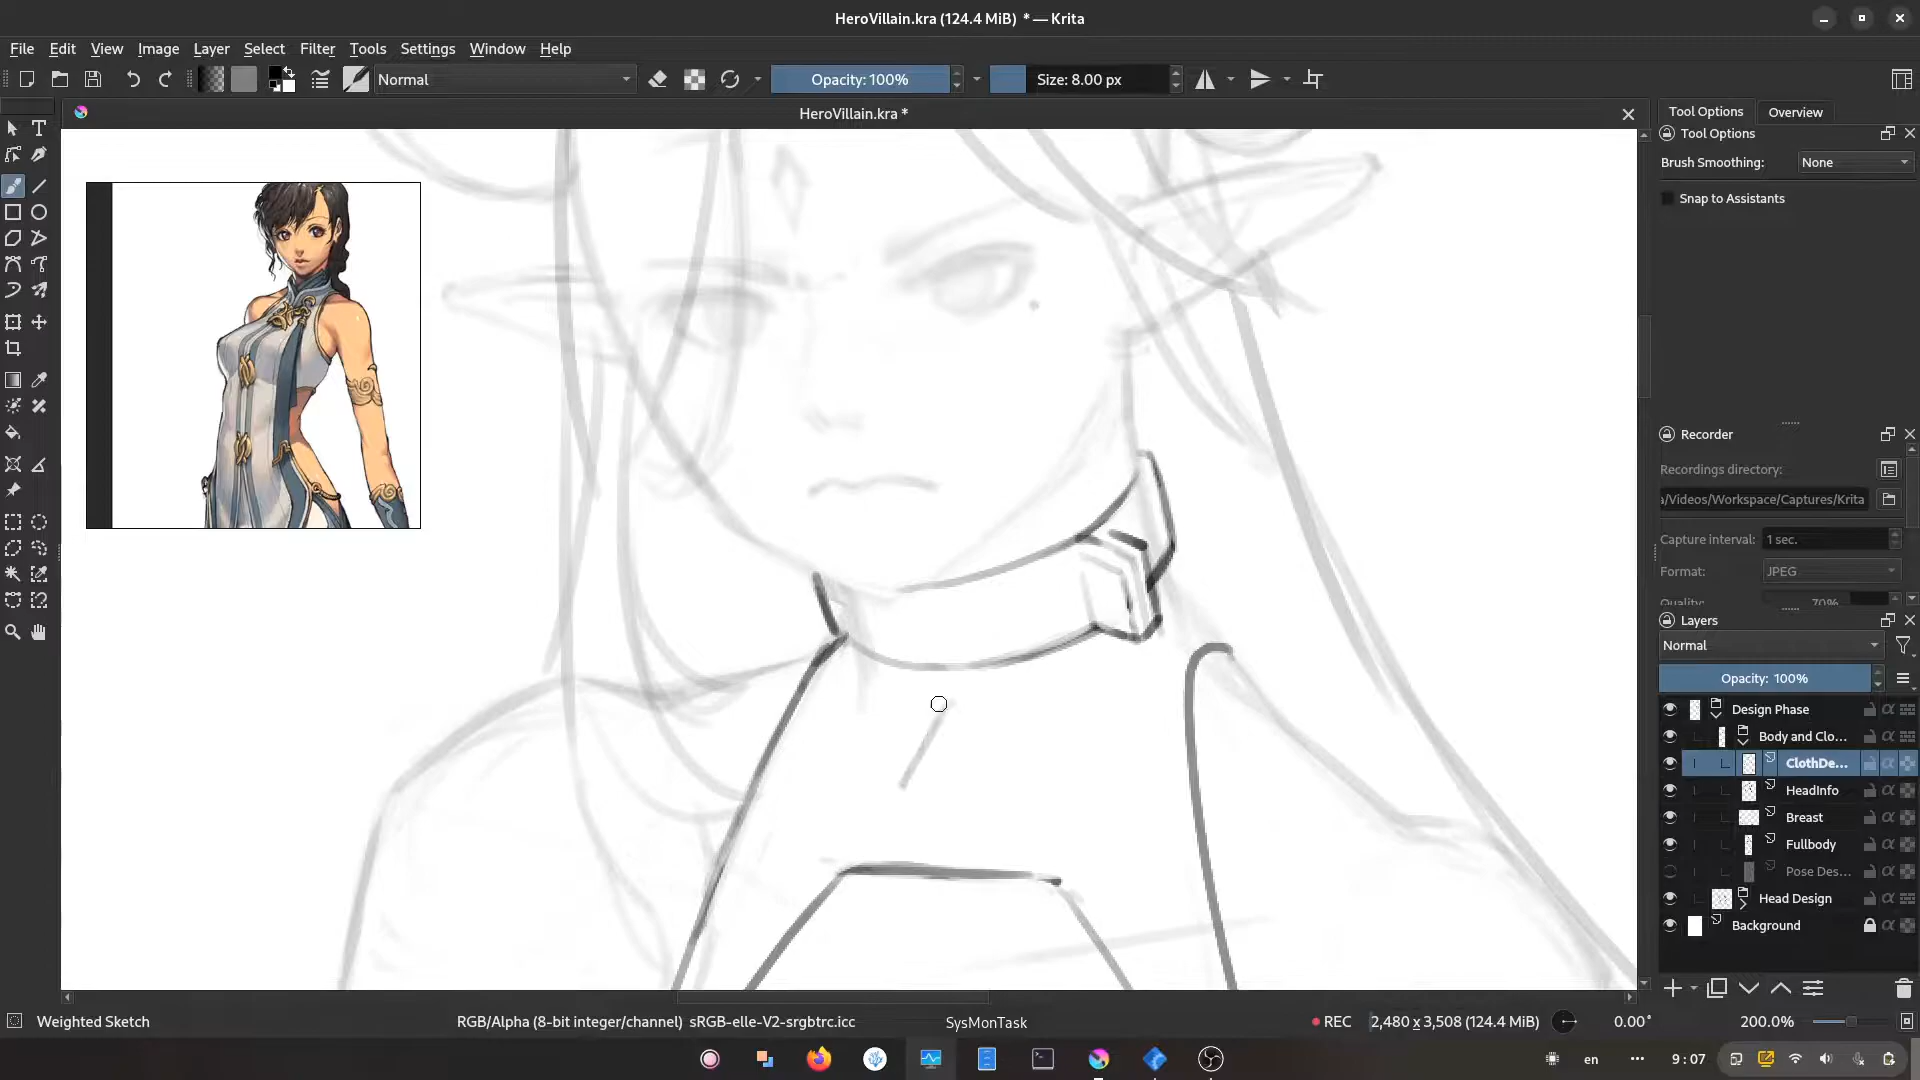 HeroVillain.kra (124.4 MiB) * — Krita
File Edit View Image Layer Select Filter Tools Settings Window Help
Normal
Opacity: 100%
Size: 8.00 px
HeroVillain.kra *
Tool Options Overview
Tool Options
Brush Smoothing: None
Snap to Assistants
Recorder
Recordings directory:
a/Videos/Workspace/Captures/Krita
Capture interval: 1 sec.
Format: JPEG
Quality: 70%
Layers
Normal
Opacity: 100%
Design Phase
Body and Clo...
ClothDe...
HeadInfo
Breast
Fullbody
Pose Des...
Head Design
Background
Weighted Sketch
RGB/Alpha (8-bit integer/channel) sRGB-elle-V2-srgbtrc.icc
SysMonTask
REC
2,480 x 3,508 (124.4 MiB)
0.00°
200.0%
en
9:07